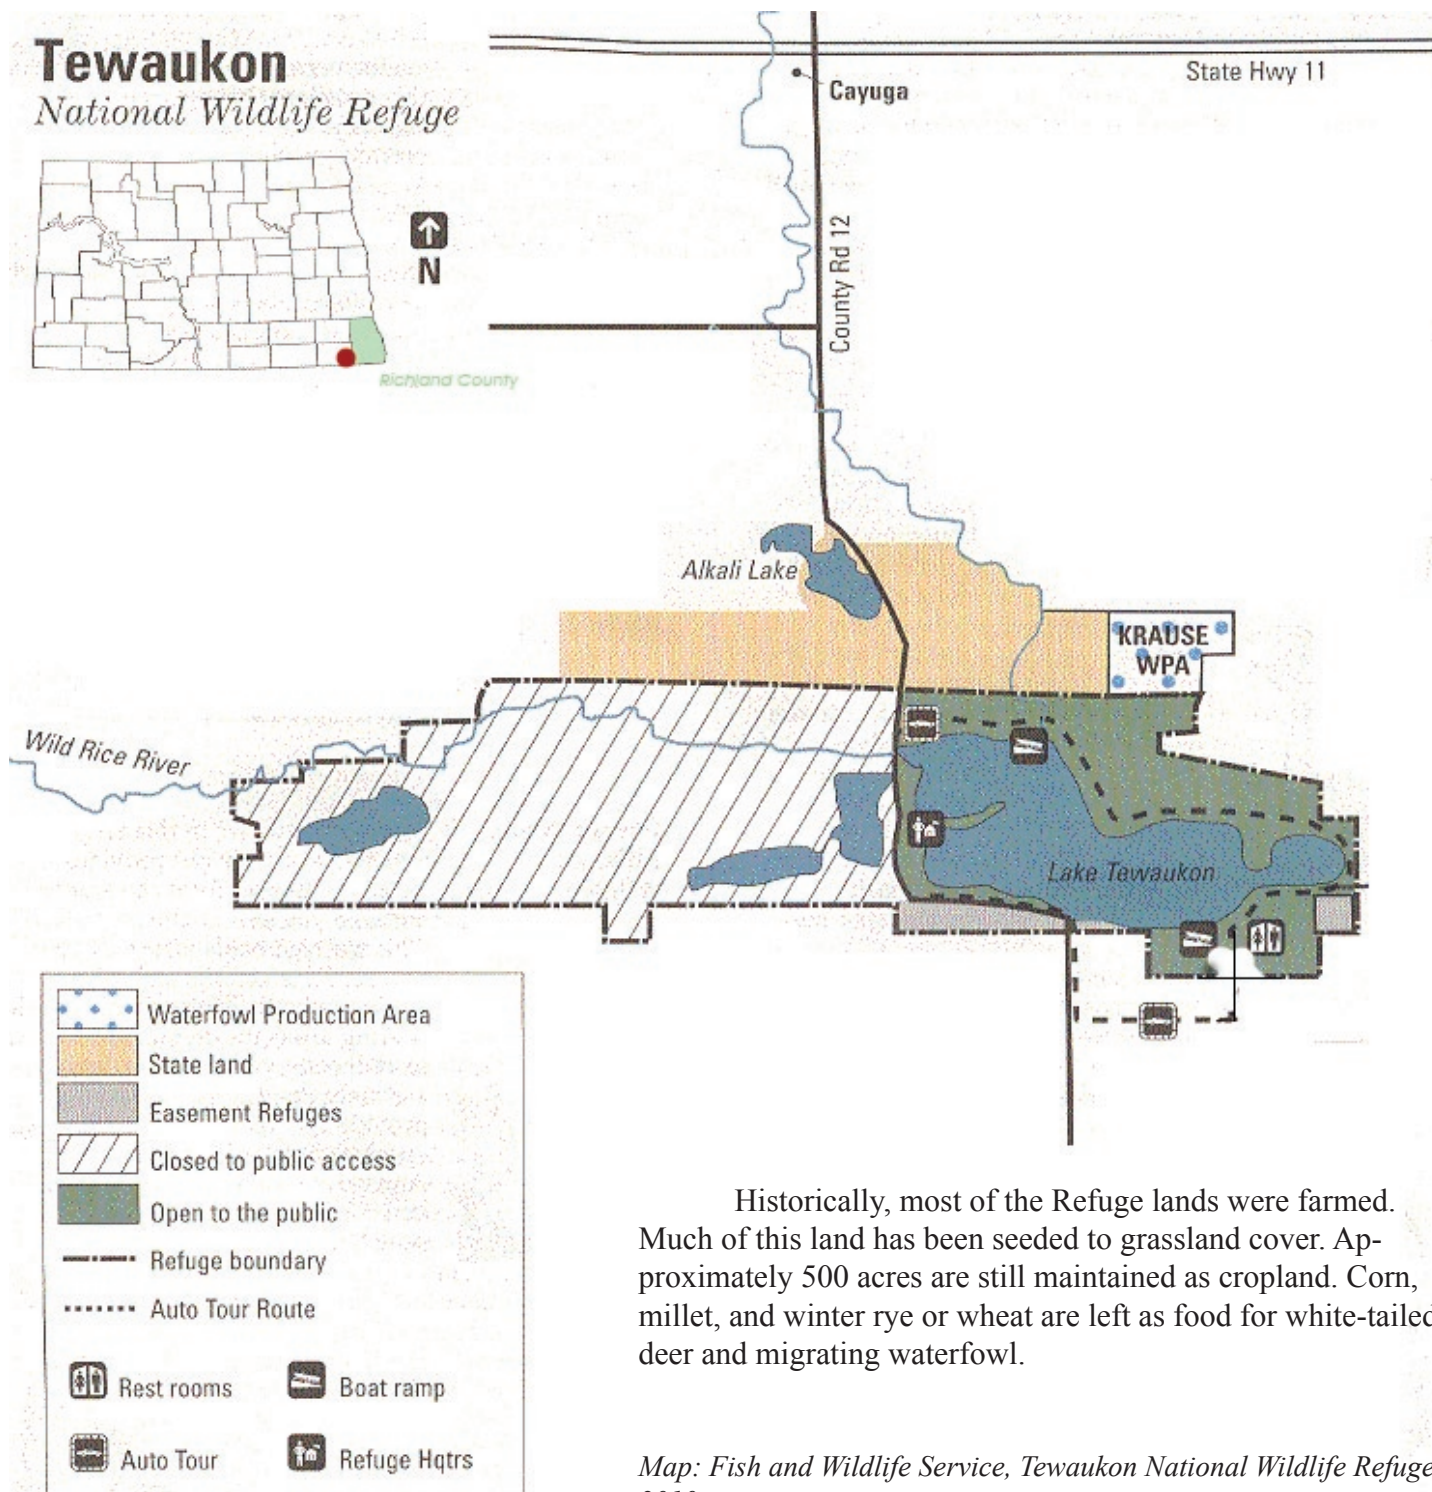 Tewaukon
National Wildlife Refuge
State Hwy 11
Cayuga
N
County Rd 12
Richland County
Alkali Lake
KRAUSE
WPA
Wild Rice River
Lake Tewaukon
Waterfowl Production Area
State land
Easement Refuges
Closed to public access
Open to the public
Refuge boundary
Auto Tour Route
Rest rooms
Boat ramp
Auto Tour
Refuge Hqtrs
Historically, most of the Refuge lands were farmed.
Much of this land has been seeded to grassland cover. Ap-
proximately 500 acres are still maintained as cropland. Corn,
millet, and winter rye or wheat are left as food for white-tailed
deer and migrating waterfowl.
Map: Fish and Wildlife Service, Tewaukon National Wildlife Refuge